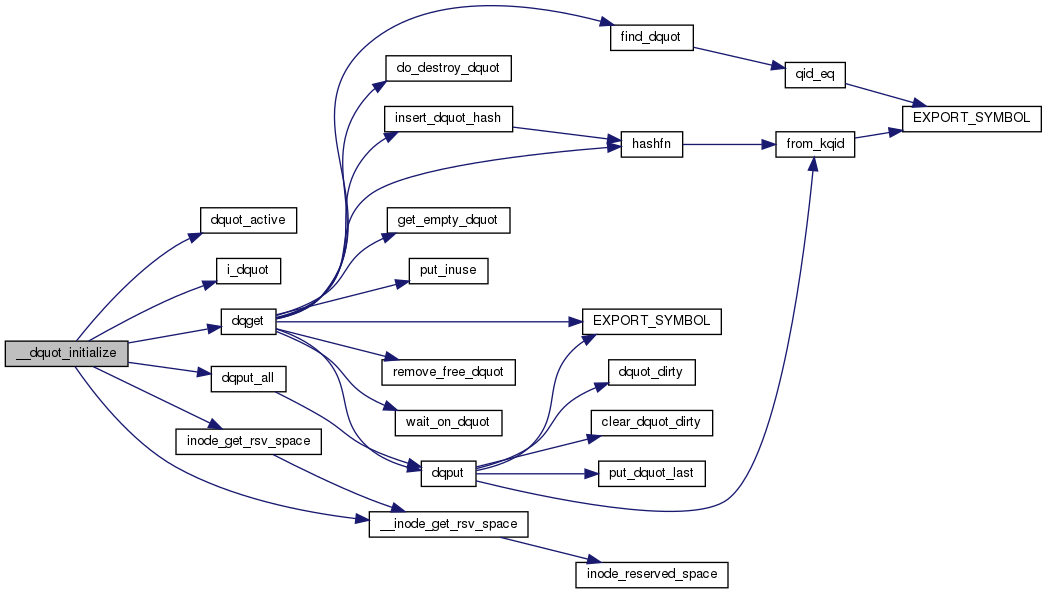 find_dquot
do_destroy_dquot
qid_eq
insert_dquot_hash
EXPORT_SYMBOL
hashfn
from_kqid
dquot_active
get_empty_dquot
i_dquot
put_inuse
dqget
EXPORT_SYMBOL
__dquot_initialize
remove_free_dquot
dquot_dirty
dqput_all
wait_on_dquot
clear_dquot_dirty
inode_get_rsv_space
dqput
put_dquot_last
__inode_get_rsv_space
inode_reserved_space